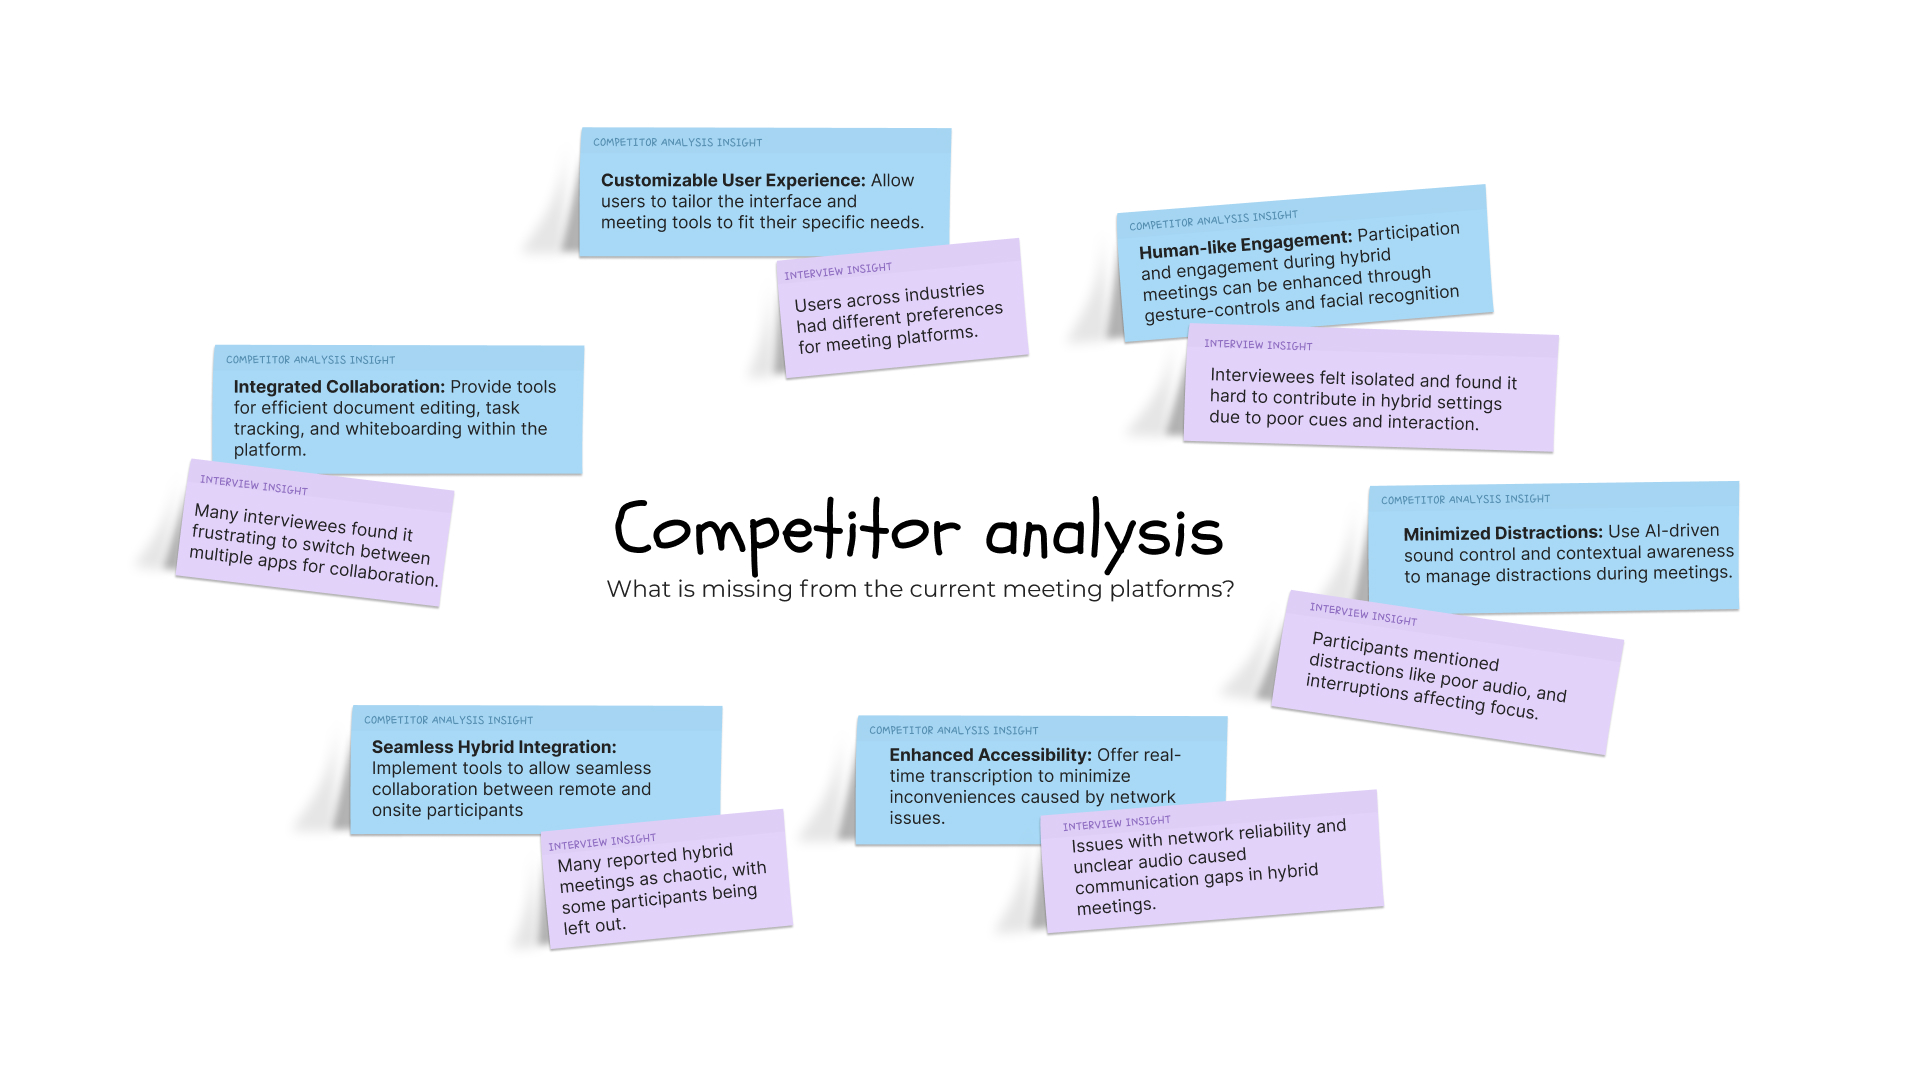 COMPETITOR ANALYSIS INSIGHT
Customizable User Experience: Allow
users to tailor the interface and
meeting tools to fit their specific needs.
INTERVIEW INSIGHT
Users across industries
had different preferences
for meeting platforms.
COMPETITOR ANALYSIS INSIGHT
Human-like Engagement: Participation
and engagement during hybrid
meetings can be enhanced through
gesture-controls and facial recognition
INTERVIEW INSIGHT
Interviewees felt isolated and found it
hard to contribute in hybrid settings
due to poor cues and interaction.
COMPETITOR ANALYSIS INSIGHT
Integrated Collaboration: Provide tools
for efficient document editing, task
tracking, and whiteboarding within the
platform.
INTERVIEW INSIGHT
Many interviewees found it
frustrating to switch between
multiple apps for collaboration.
Competitor analysis
What is missing from the current meeting platforms?
COMPETITOR ANALYSIS INSIGHT
Minimized Distractions: Use AI-driven
sound control and contextual awareness
to manage distractions during meetings.
INTERVIEW INSIGHT
Participants mentioned
distractions like poor audio, and
interruptions affecting focus.
COMPETITOR ANALYSIS INSIGHT
Seamless Hybrid Integration:
Implement tools to allow seamless
collaboration between remote and
onsite participants
INTERVIEW INSIGHT
Many reported hybrid
meetings as chaotic, with
some participants being
left out.
COMPETITOR ANALYSIS INSIGHT
Enhanced Accessibility: Offer real-
time transcription to minimize
inconveniences caused by network
issues.
INTERVIEW INSIGHT
Issues with network reliability and
unclear audio caused
communication gaps in hybrid
meetings.